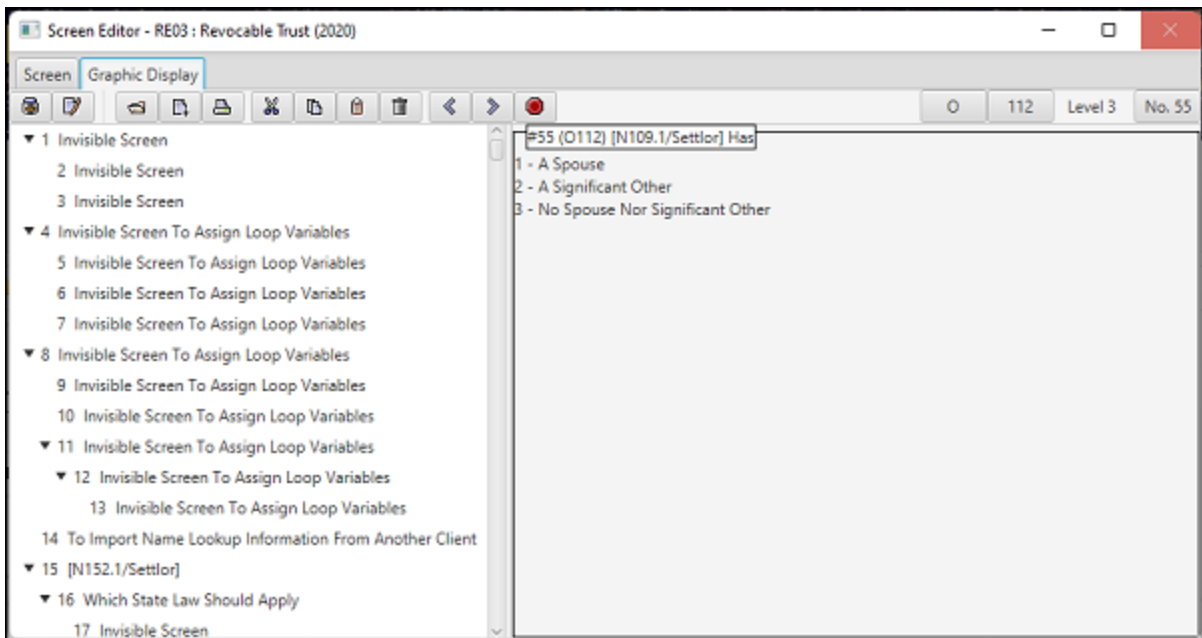 Screen Editor - RE03 : Revocable Trust (2020)
Screen
Graphic Display
O
112
Level 3
No. 55
1 Invisible Screen
2 Invisible Screen
3 Invisible Screen
4 Invisible Screen To Assign Loop Variables
5 Invisible Screen To Assign Loop Variables
6 Invisible Screen To Assign Loop Variables
7 Invisible Screen To Assign Loop Variables
8 Invisible Screen To Assign Loop Variables
9 Invisible Screen To Assign Loop Variables
10 Invisible Screen To Assign Loop Variables
11 Invisible Screen To Assign Loop Variables
12 Invisible Screen To Assign Loop Variables
13 Invisible Screen To Assign Loop Variables
14 To Import Name Lookup Information From Another Client
15 [N152.1/Settlor]
16 Which State Law Should Apply
17 Invisible Screen
#55 (O112) [N109.1/Settlor] Has
1 - A Spouse
2 - A Significant Other
3 - No Spouse Nor Significant Other